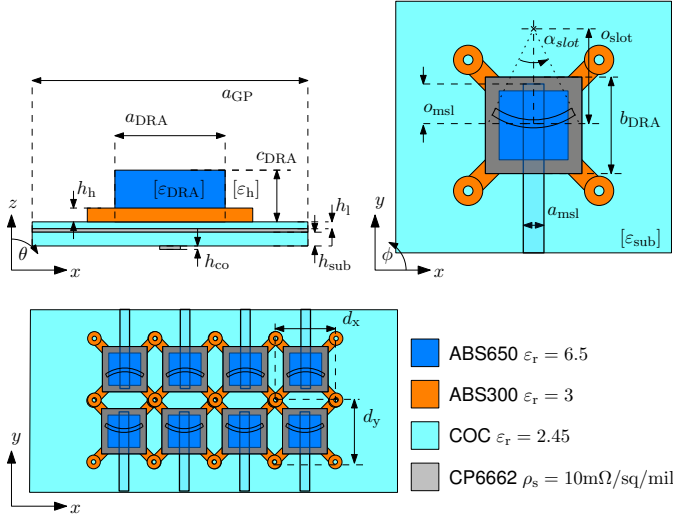 a_GP
a_DRA
c_DRA
h_h
[ε_DRA] [ε_h]
z
h_l
θ
x
h_co
h_sub
α_slot
o_slot
o_msl
b_DRA
y
a_msl
ϕ
[ε_sub]
x
d_x
d_y
y
x
ABS650 ε_r = 6.5
ABS300 ε_r = 3
COC ε_r = 2.45
CP6662 ρ_s = 10mΩ/sq/mil